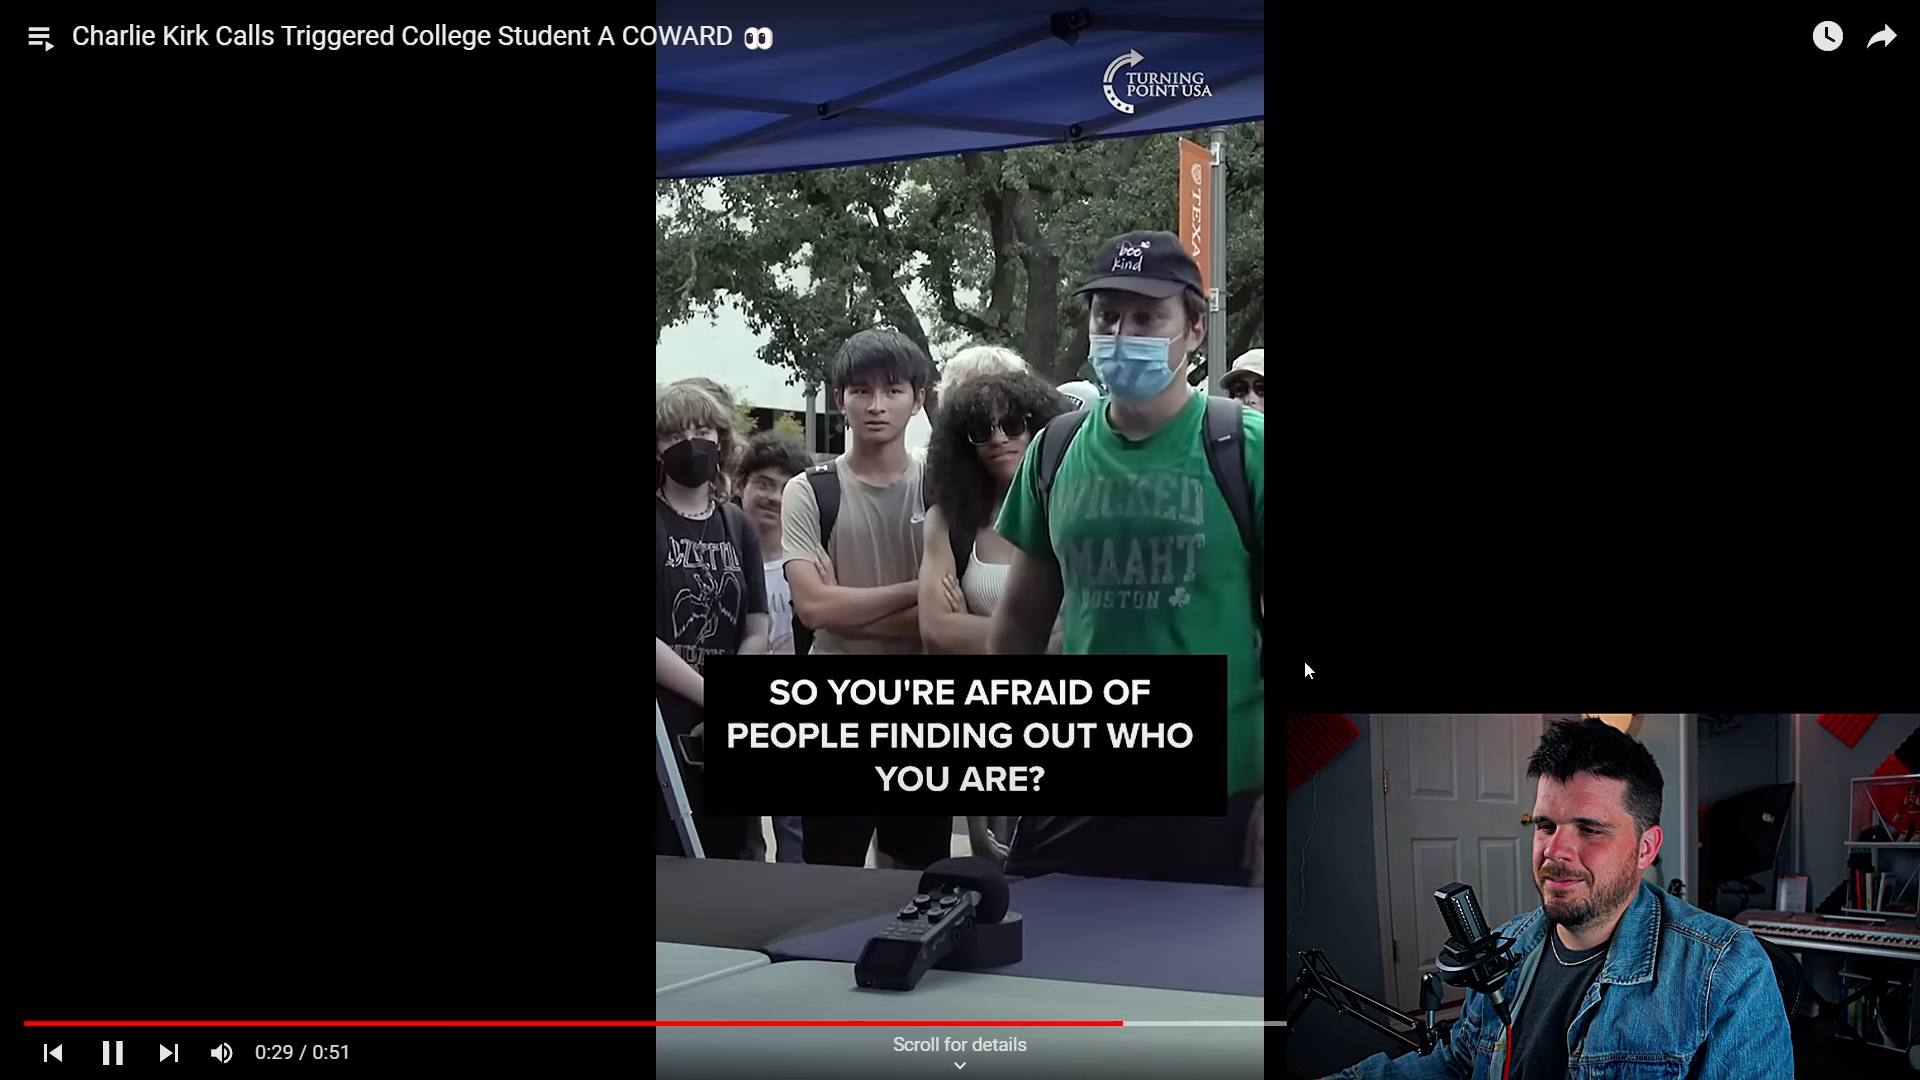 Charlie Kirk Calls Triggered College Student A COWARD 👀
TURNING
POINT USA
TEXA
bee
kind
WICKED
MAAHT
BOSTON
SO YOU'RE AFRAID OF
PEOPLE FINDING OUT WHO
YOU ARE?
Scroll for details
0:29 / 0:51